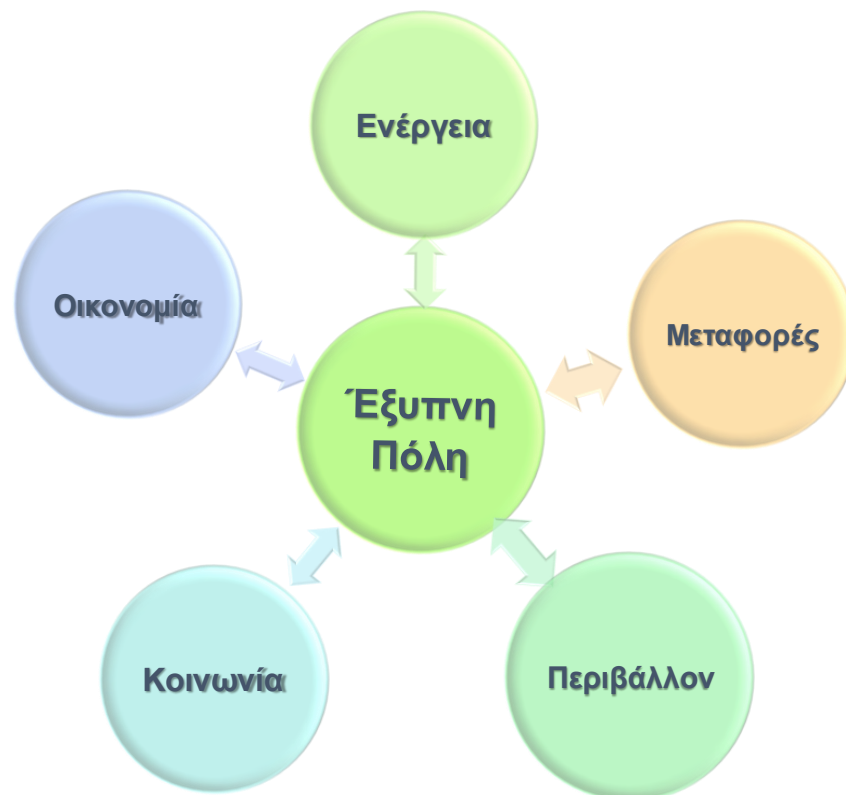 Ενέργεια
Οικονομία
Μεταφορές
Έξυπνη
Πόλη
Κοινωνία
Περιβάλλον